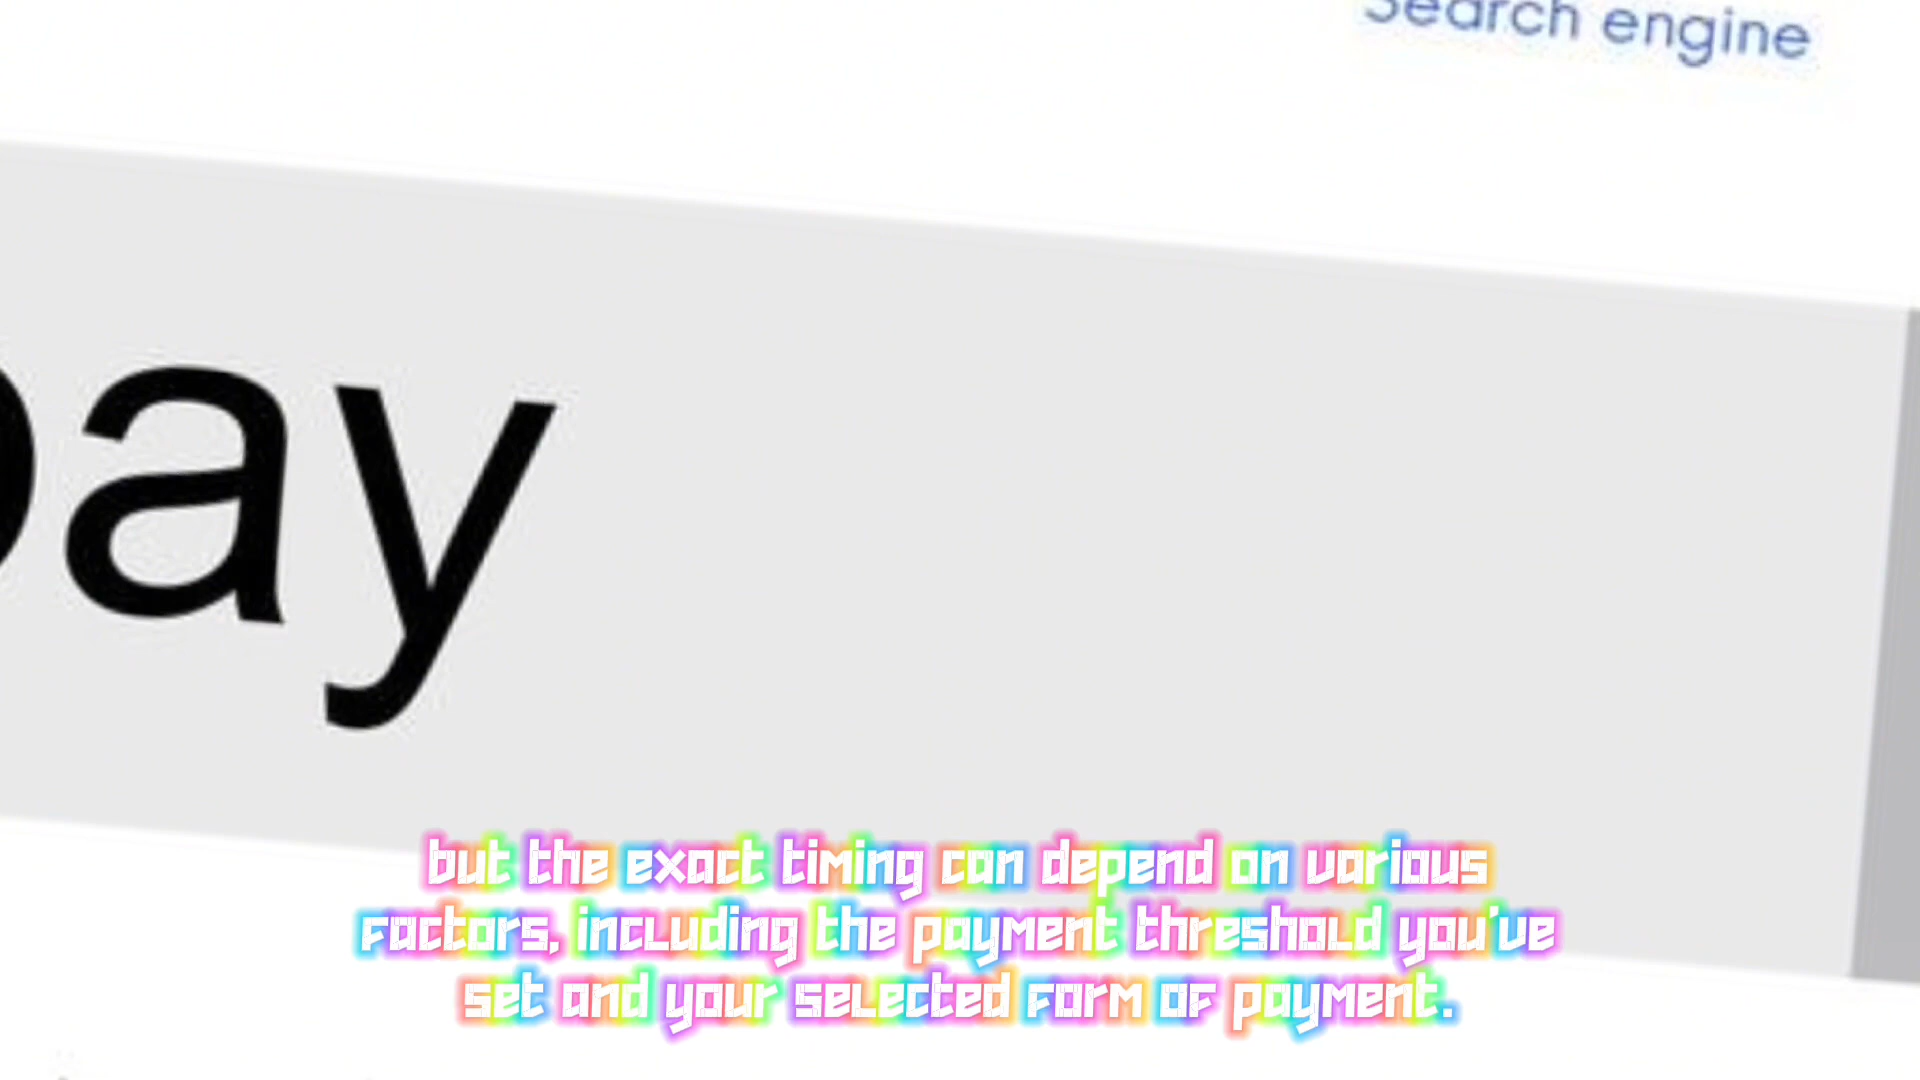 Search engine
ay
but the exact timing can depend on various
factors, including the payment threshold you've
set and your selected form of payment.